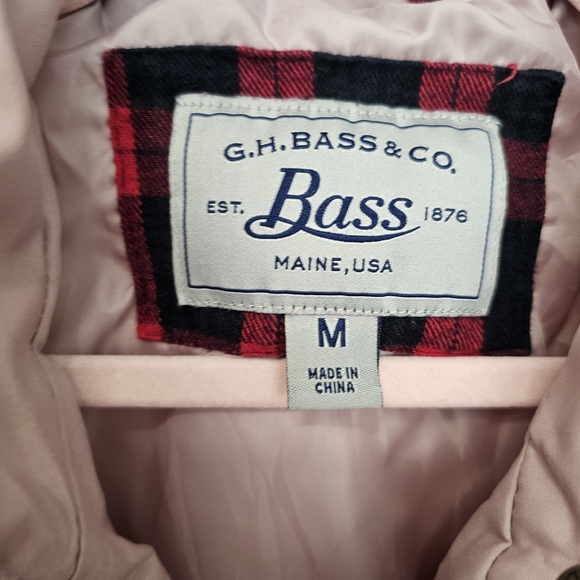 G.H. BASS & CO.
EST. Bass 1876
MAINE, USA
M
MADE IN
CHINA